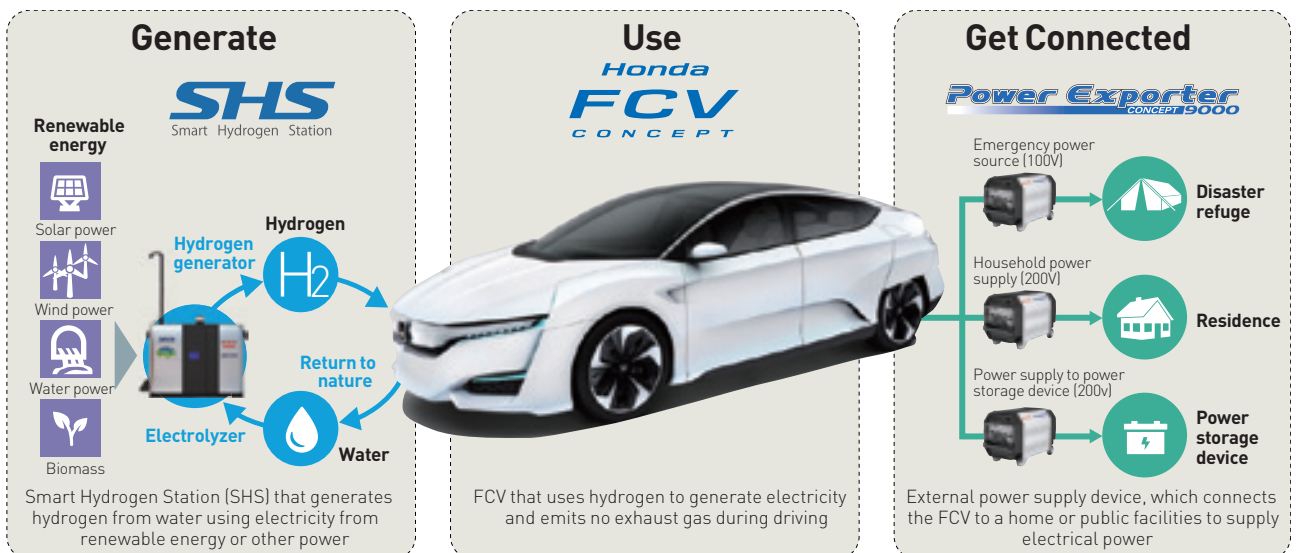 Generate
SHS
Smart Hydrogen Station
Renewable
energy
Solar power
Wind power
Water power
Biomass
Hydrogen
generator
Hydrogen
H2
Return to
nature
Electrolyzer
Water
Smart Hydrogen Station (SHS) that generates
hydrogen from water using electricity from
renewable energy or other power
Use
Honda
FCV
CONCEPT
FCV that uses hydrogen to generate electricity
and emits no exhaust gas during driving
Get Connected
Power Exporter
CONCEPT 9000
Emergency power
source (100V)
Disaster
refuge
Household power
supply (200V)
Residence
Power supply to power
storage device (200v)
Power
storage
device
External power supply device, which connects
the FCV to a home or public facilities to supply
electrical power